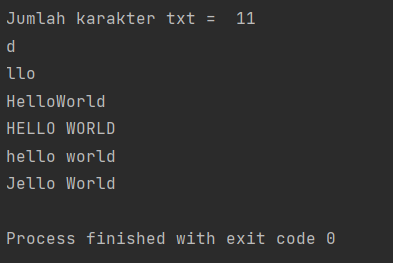 Jumlah karakter txt =  11
d
llo
HelloWorld
HELLO WORLD
hello world
Jello World
Process finished with exit code 0